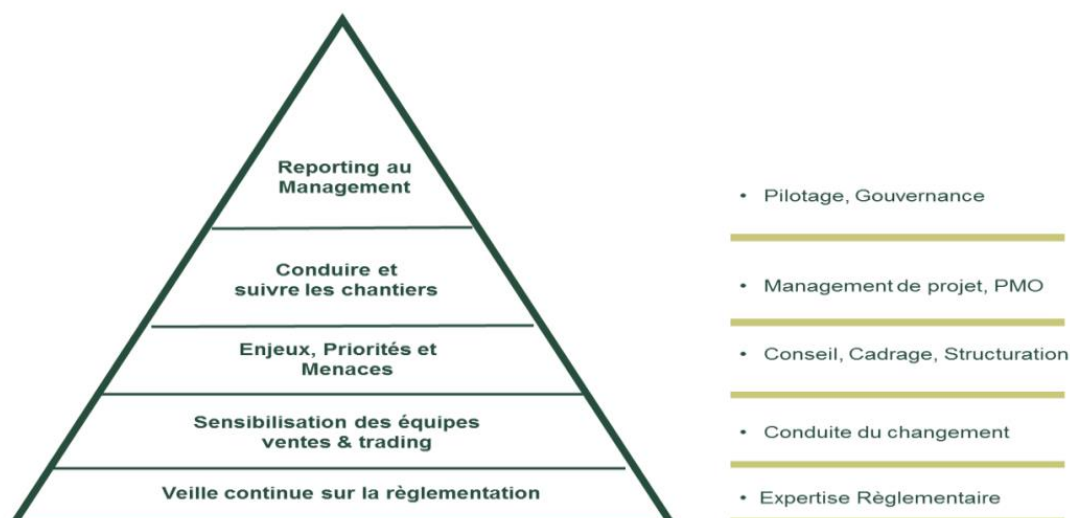 Reporting au
Management
• Pilotage, Gouvernance
Conduire et
suivre les chantiers
• Management de projet, PMO
Enjeux, Priorités et
Menaces
• Conseil, Cadrage, Structuration
Sensibilisation des équipes
ventes & trading
• Conduite du changement
Veille continue sur la règlementation
• Expertise Règlementaire